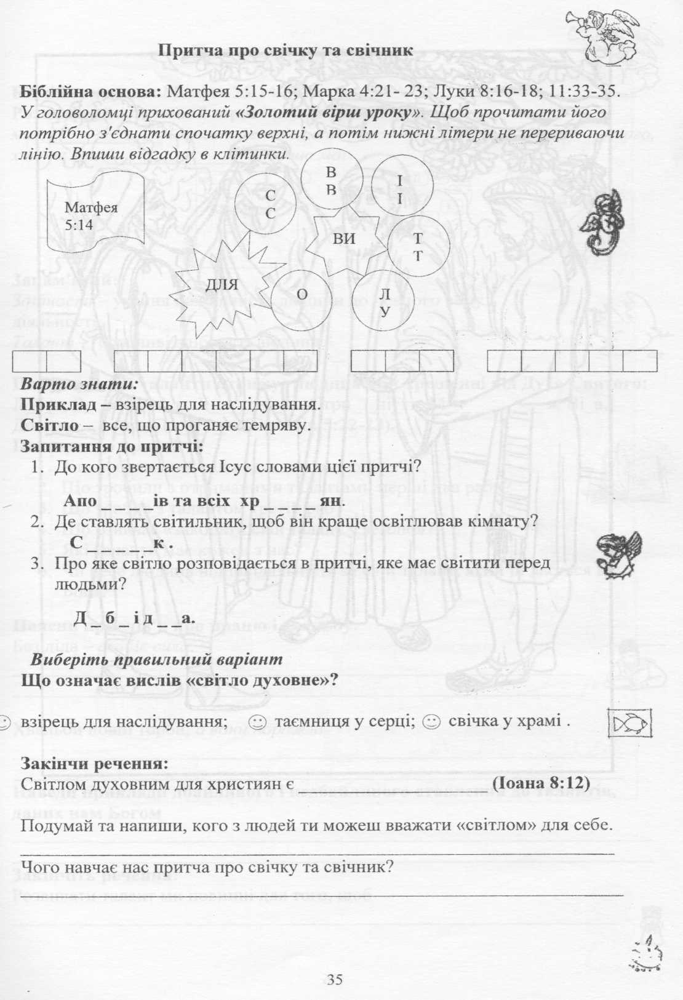 Притча про свічку та свічник
Біблійна основа: Матфея 5:15-16; Марка 4:21- 23; Луки 8:16-18; 11:33-35.
У головоломці прихований «Золотий вірш уроку». Щоб прочитати його
потрібно з'єднати спочатку верхні, а потім нижні літери не перериваючи
лінію. Впиши відгадку в клітинки.
Матфея
5:14
С
С
В
В
І
І
Т
Т
Л
У
О
ВИ
ДЛЯ
Варто знати:
Приклад – взірець для наслідування.
Світло – все, що проганяє темряву.
Запитання до притчі:
1. До кого звертається Ісус словами цієї притчі?
Апо _ _ _ _ів та всіх хр _ _ _ _ ян.
2. Де ставлять світильник, щоб він краще освітлював кімнату?
С _ _ _ _ _к .
3. Про яке світло розповідається в притчі, яке має світити перед
людьми?
Д _ б _ і д _ _а.
Виберіть правильний варіант
Що означає вислів «світло духовне»?
взірець для наслідування; таємниця у серці; свічка у храмі .
Закінчи речення:
Світлом духовним для християн є ____________________ (Іоана 8:12)
Подумай та напиши, кого з людей ти можеш вважати «світлом» для себе.
Чого навчає нас притча про свічку та свічник?
35